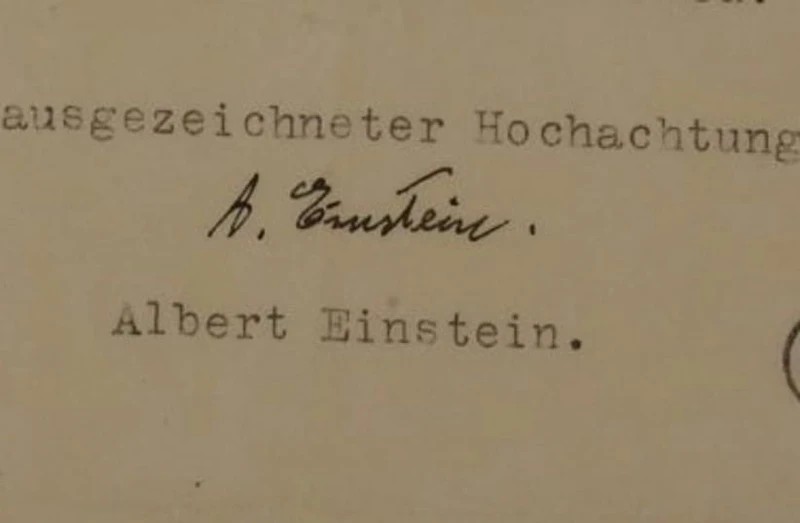 ausgezeichneter Hochachtung
A. Einstein.
Albert Einstein.